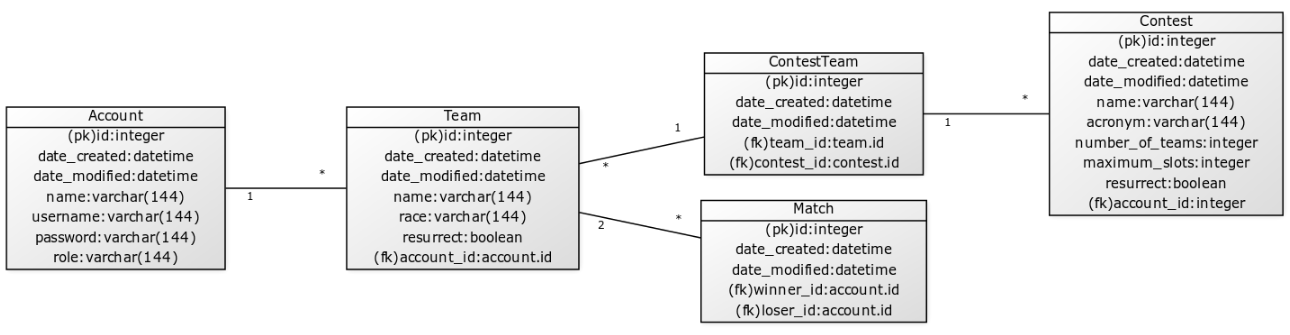 Account
(pk)id:integer
date_created:datetime
date_modified:datetime
name:varchar(144)
username:varchar(144)
password:varchar(144)
role:varchar(144)
1
*
Team
(pk)id:integer
date_created:datetime
date_modified:datetime
name:varchar(144)
race:varchar(144)
resurrect:boolean
(fk)account_id:account.id
*
1
2
*
ContestTeam
(pk)id:integer
date_created:datetime
date_modified:datetime
(fk)team_id:team.id
(fk)contest_id:contest.id
Match
(pk)id:integer
date_created:datetime
date_modified:datetime
(fk)winner_id:account.id
(fk)loser_id:account.id
1
*
Contest
(pk)id:integer
date_created:datetime
date_modified:datetime
name:varchar(144)
acronym:varchar(144)
number_of_teams:integer
maximum_slots:integer
resurrect:boolean
(fk)account_id:integer